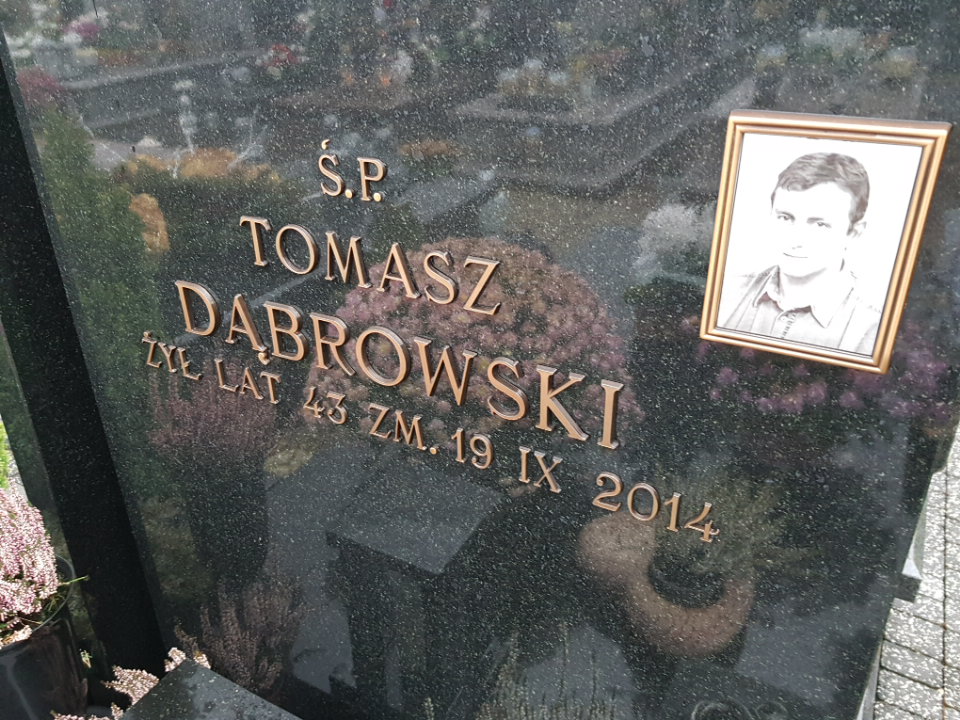 Ś.P.
TOMASZ
DĄBROWSKI
ŻYŁ LAT 43 ZM. 19 IX 2014